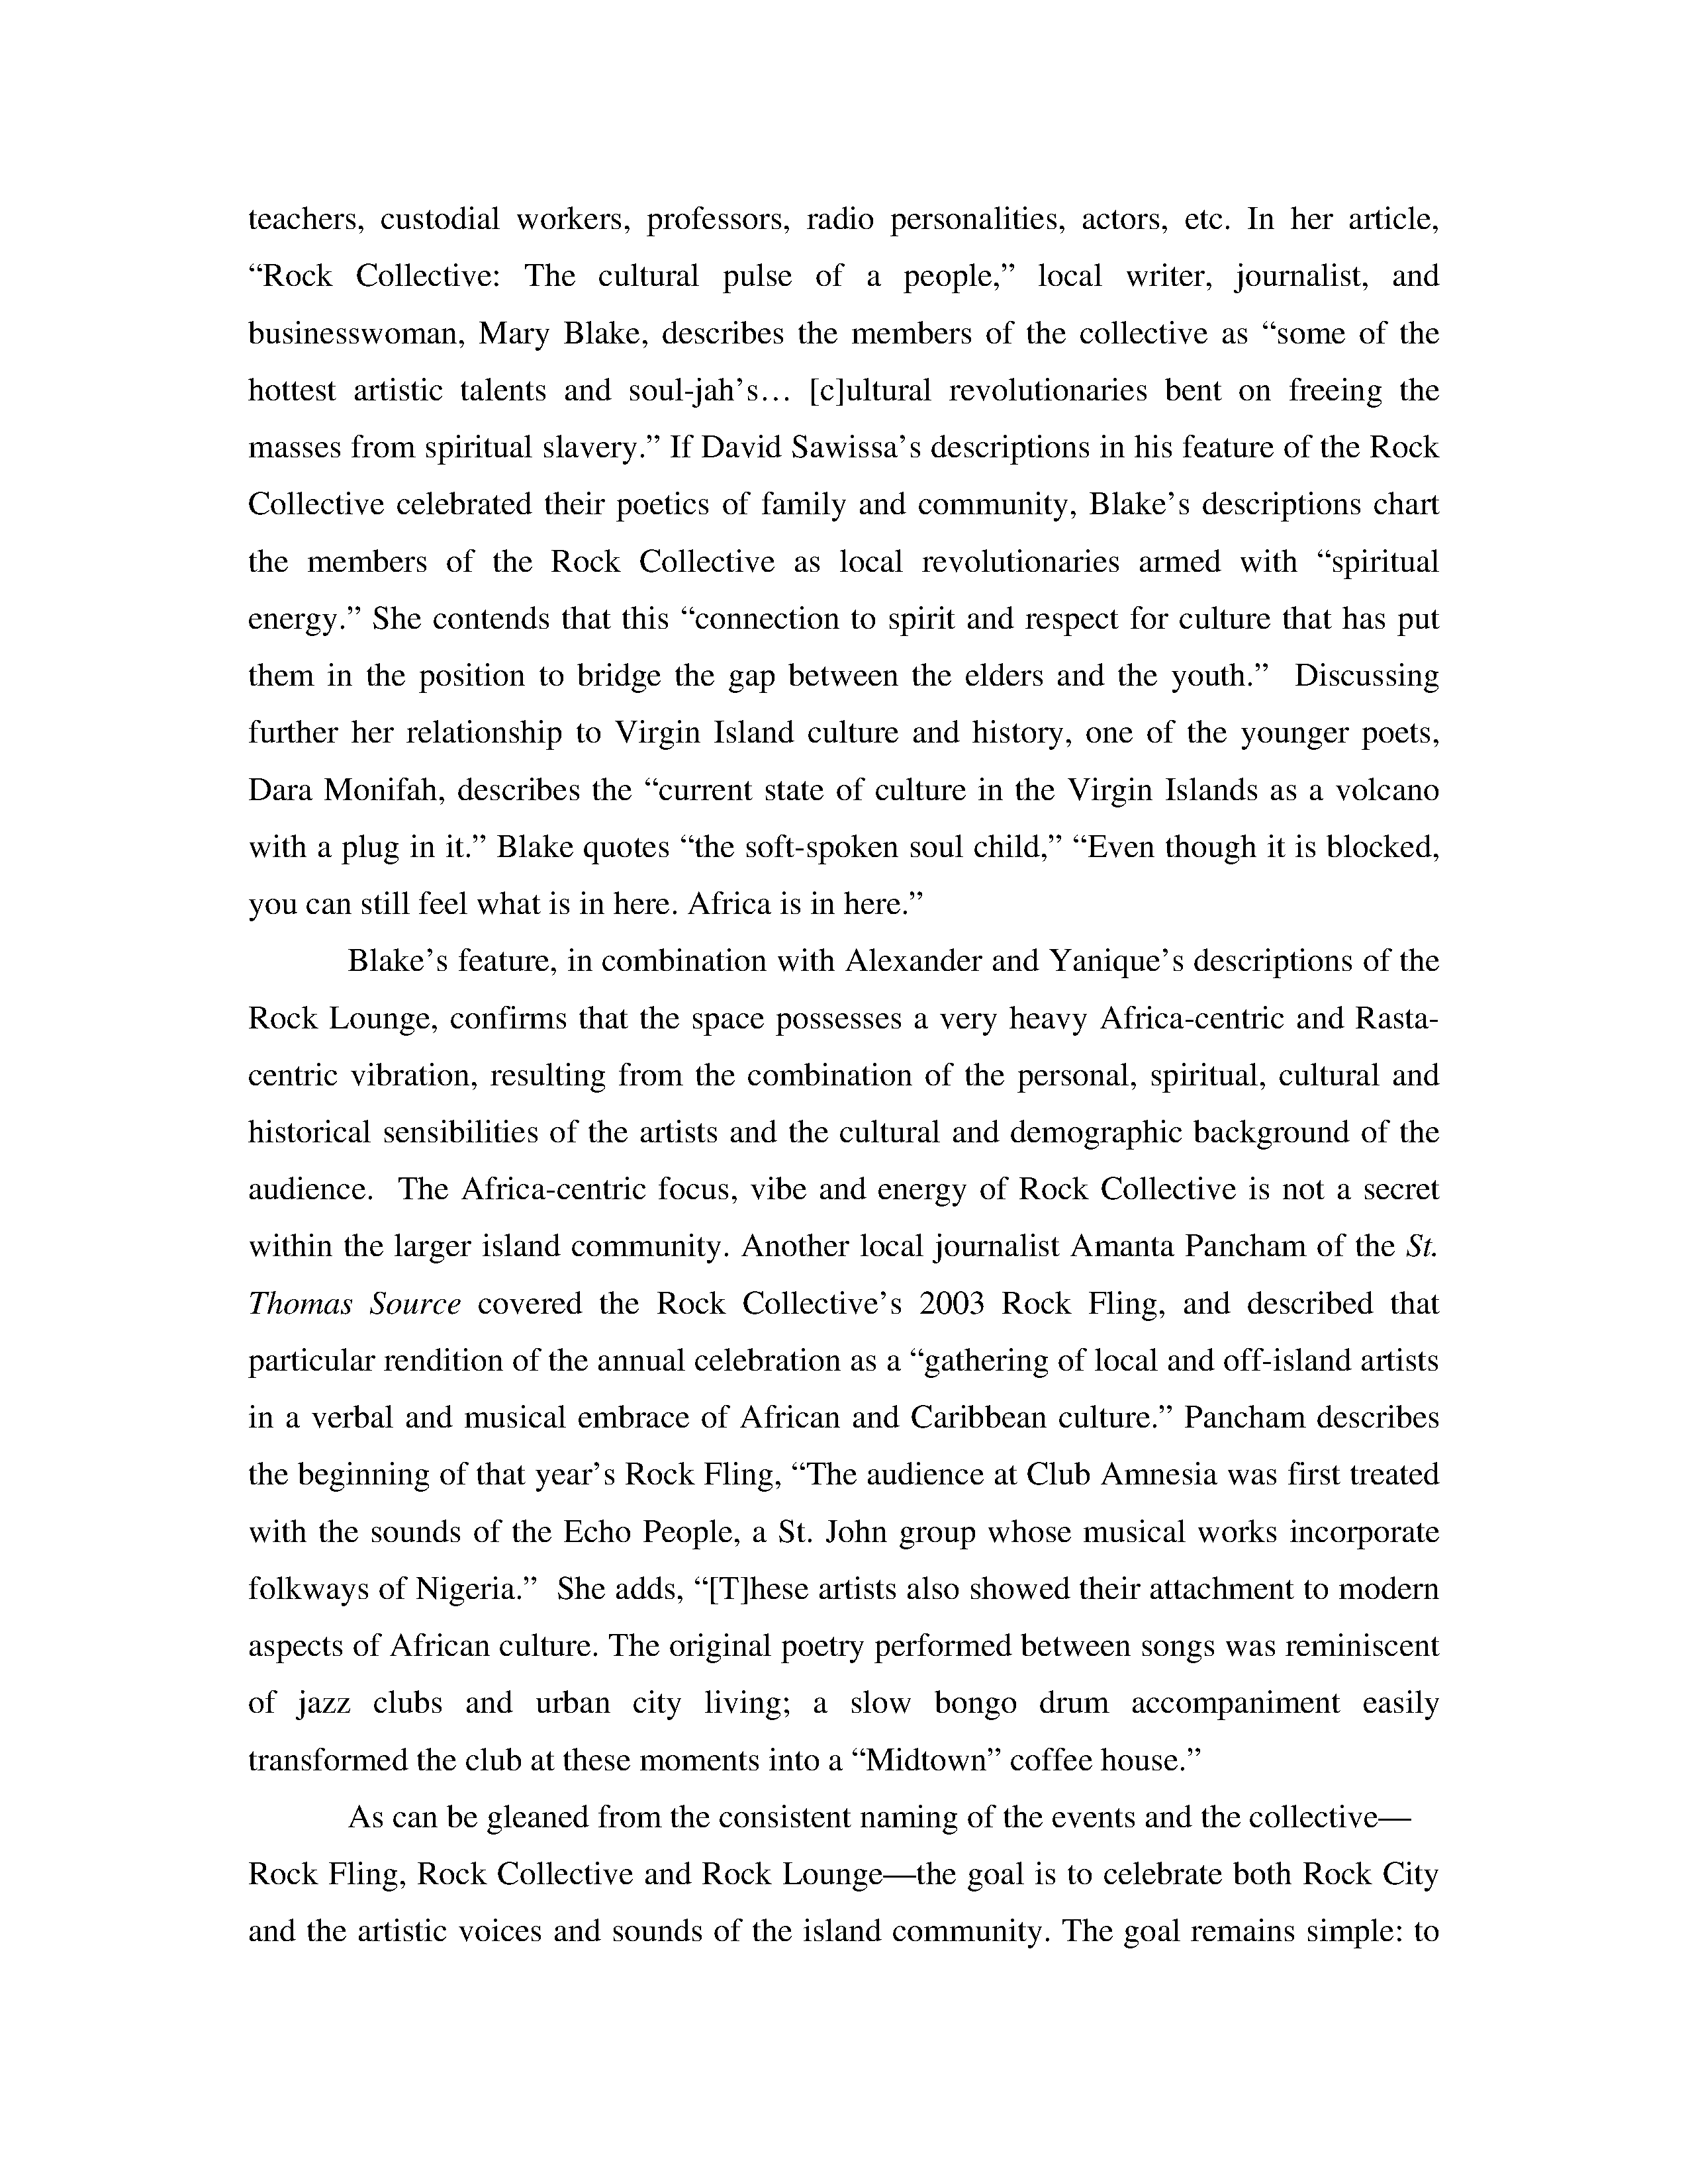 teachers, custodial workers, professors, radio personalities, actors, etc. In her article,
“Rock Collective: The cultural pulse of a people,” local writer, journalist, and
businesswoman, Mary Blake, describes the members of the collective as “some of the
hottest artistic talents and soul-jah’s… [c]ultural revolutionaries bent on freeing the
masses from spiritual slavery.” If David Sawissa’s descriptions in his feature of the Rock
Collective celebrated their poetics of family and community, Blake’s descriptions chart
the members of the Rock Collective as local revolutionaries armed with “spiritual
energy.” She contends that this “connection to spirit and respect for culture that has put
them in the position to bridge the gap between the elders and the youth.”  Discussing
further her relationship to Virgin Island culture and history, one of the younger poets,
Dara Monifah, describes the “current state of culture in the Virgin Islands as a volcano
with a plug in it.” Blake quotes “the soft-spoken soul child,” “Even though it is blocked,
you can still feel what is in here. Africa is in here.”
Blake’s feature, in combination with Alexander and Yanique’s descriptions of the
Rock Lounge, confirms that the space possesses a very heavy Africa-centric and Rasta-
centric vibration, resulting from the combination of the personal, spiritual, cultural and
historical sensibilities of the artists and the cultural and demographic background of the
audience.  The Africa-centric focus, vibe and energy of Rock Collective is not a secret
within the larger island community. Another local journalist Amanta Pancham of the St.
Thomas Source covered the Rock Collective’s 2003 Rock Fling, and described that
particular rendition of the annual celebration as a “gathering of local and off-island artists
in a verbal and musical embrace of African and Caribbean culture.” Pancham describes
the beginning of that year’s Rock Fling, “The audience at Club Amnesia was first treated
with the sounds of the Echo People, a St. John group whose musical works incorporate
folkways of Nigeria.”  She adds, “[T]hese artists also showed their attachment to modern
aspects of African culture. The original poetry performed between songs was reminiscent
of jazz clubs and urban city living; a slow bongo drum accompaniment easily
transformed the club at these moments into a “Midtown” coffee house.”
As can be gleaned from the consistent naming of the events and the collective—
Rock Fling, Rock Collective and Rock Lounge—the goal is to celebrate both Rock City
and the artistic voices and sounds of the island community. The goal remains simple: to